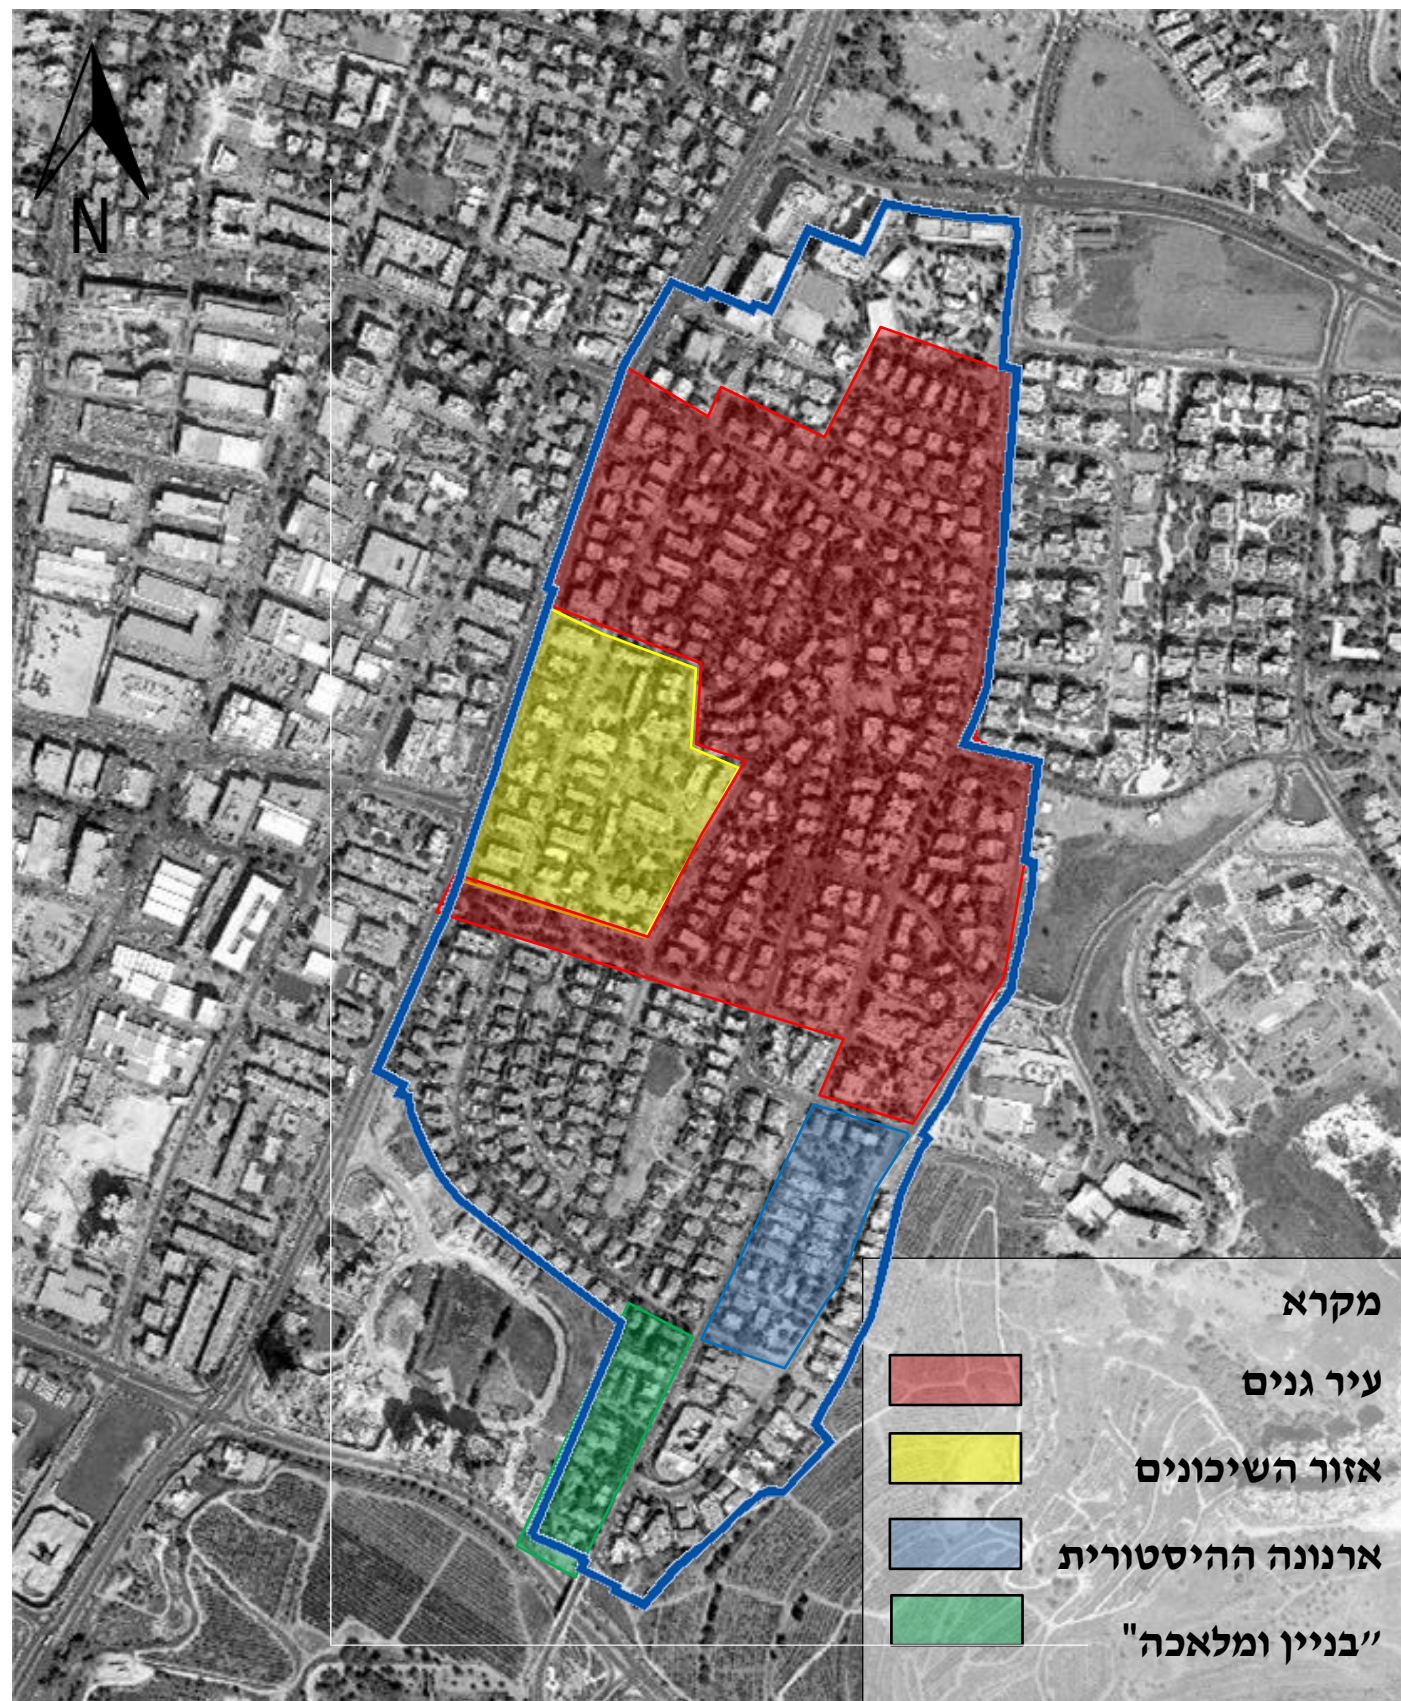 N
מקרא
עיר גנים
אזור השיכונים
ארנונה ההיסטורית
״בניין ומלאכה"